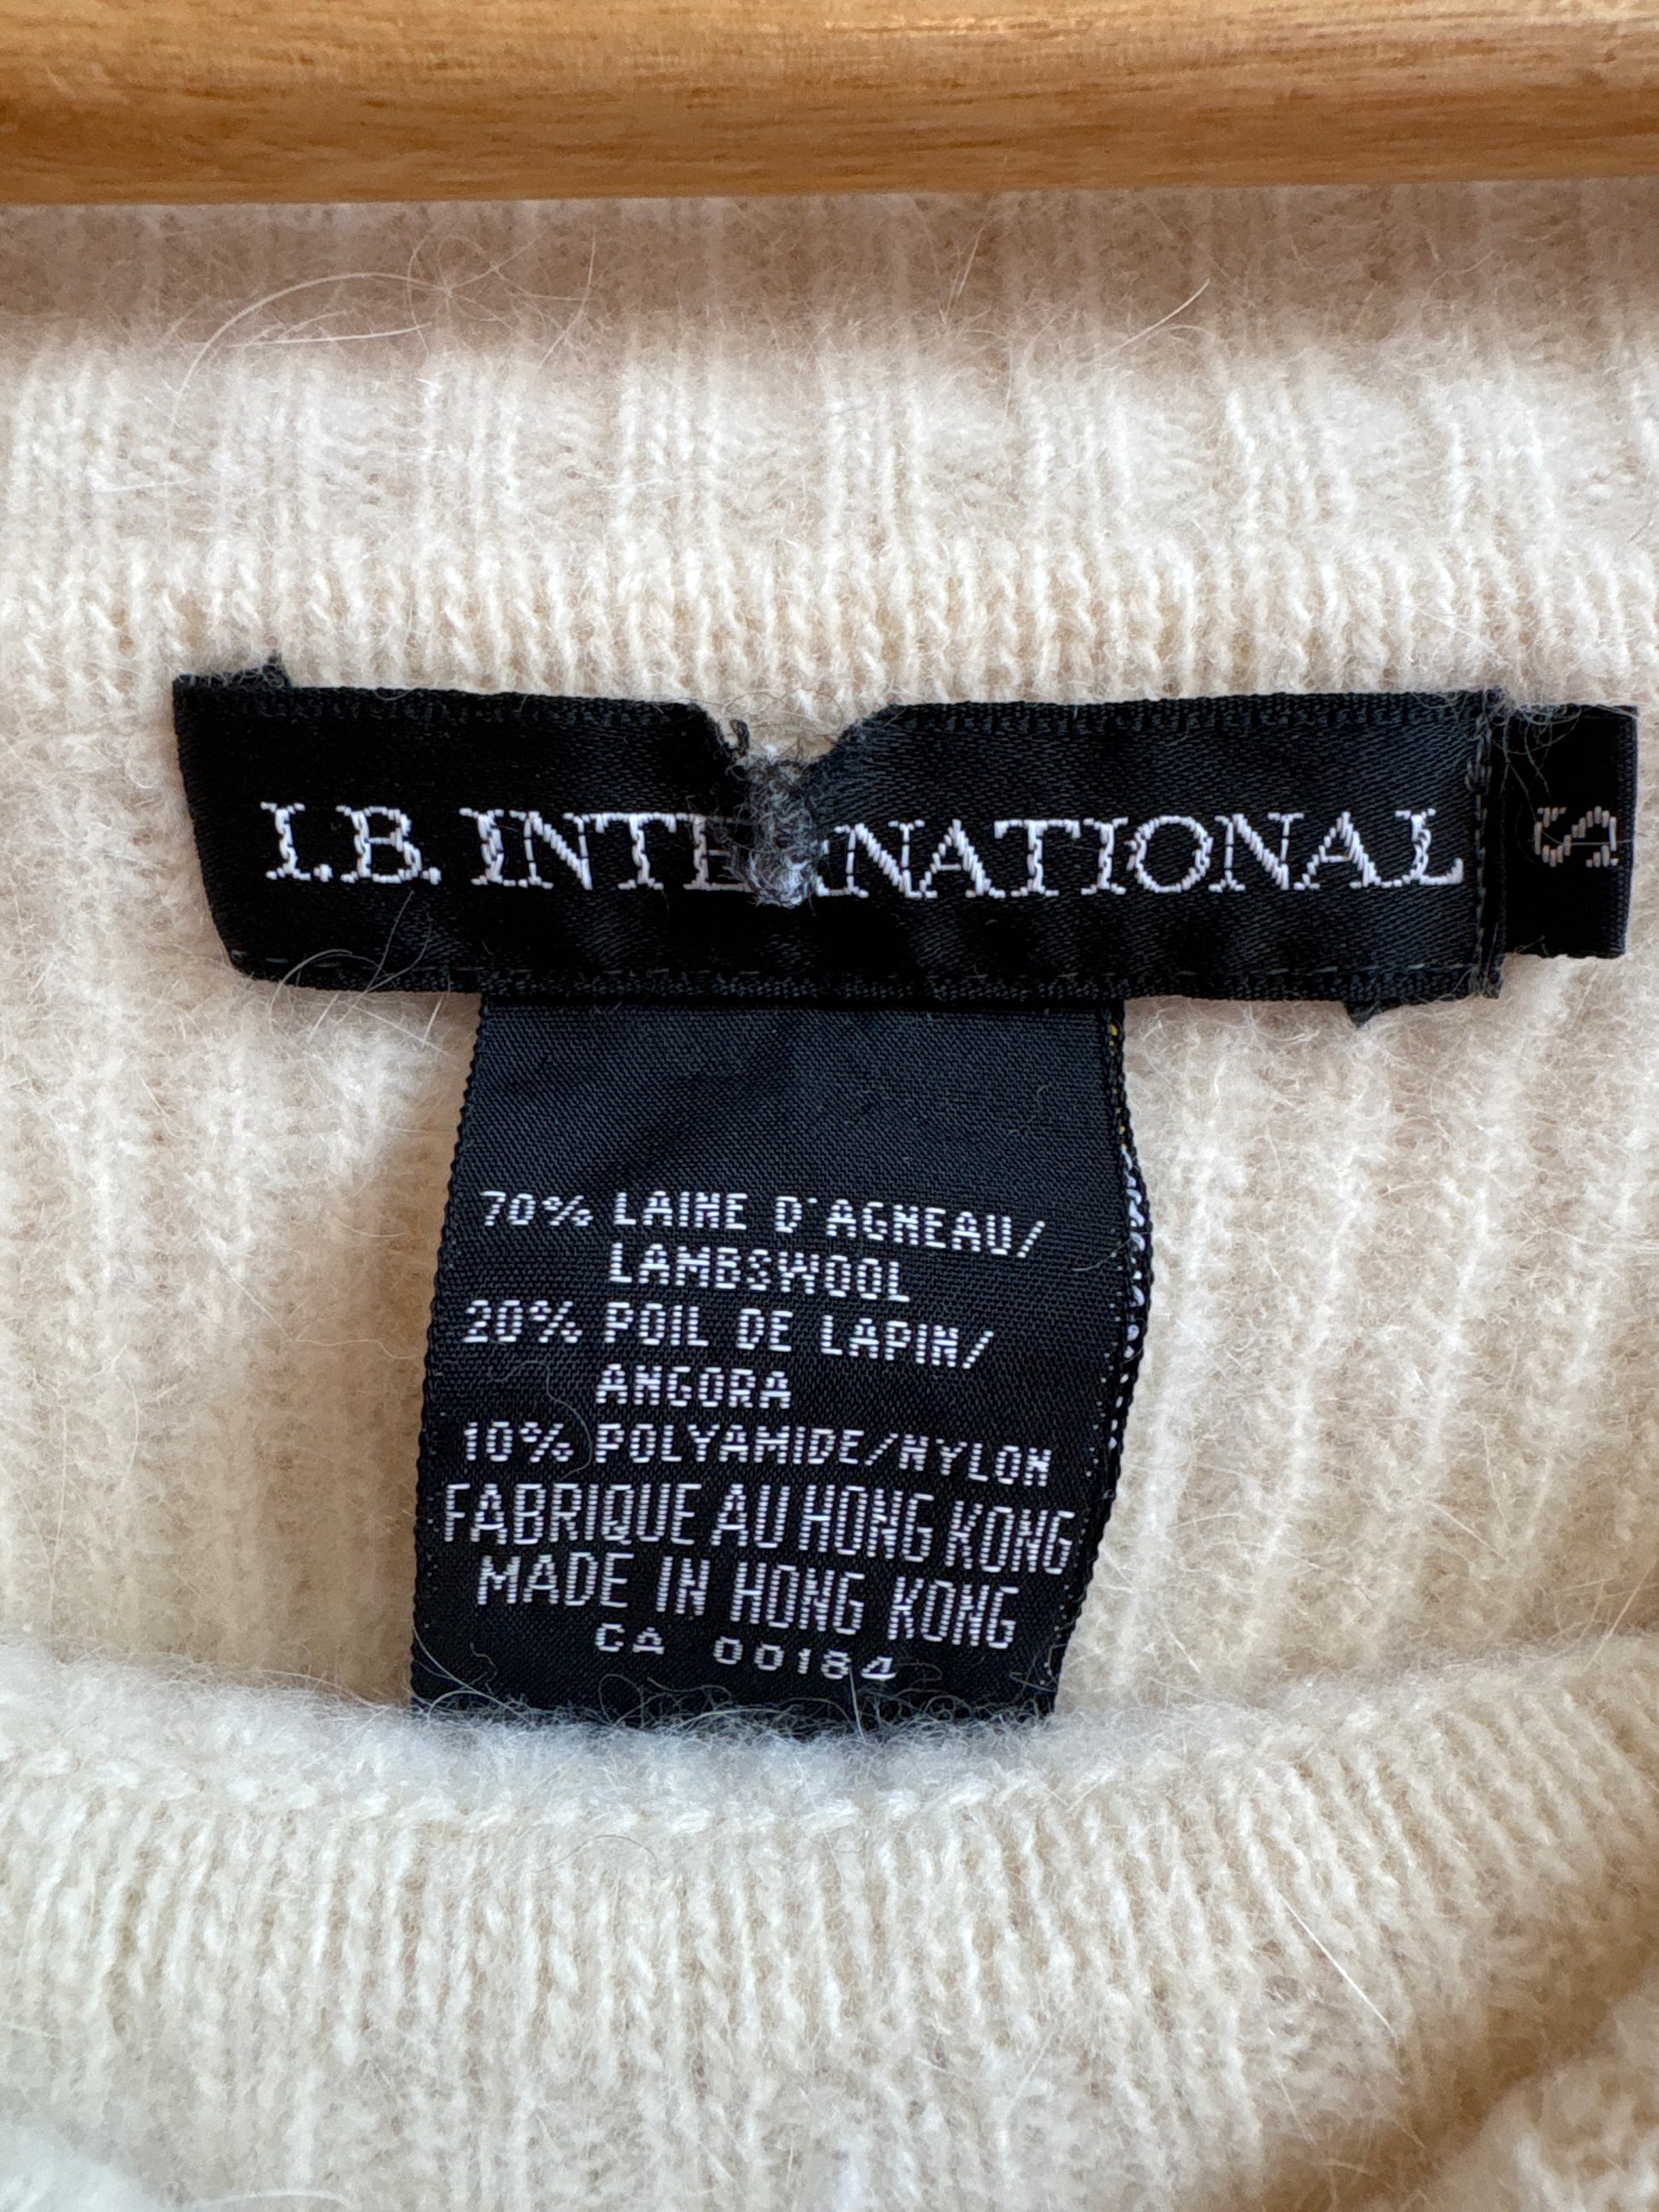 I.B. INTERNATIONAL
S
70% LAINE D'AGNEAU/
LAMBSWOOL
20% POIL DE LAPIN/
ANGORA
10% POLYAMIDE/NYLON
FABRIQUE AU HONG KONG
MADE IN HONG KONG
CA 00184